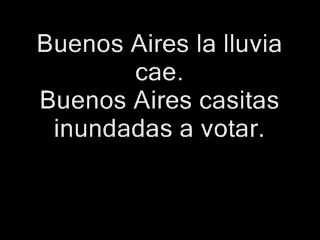 Buenos Aires la lluvia
cae.
Buenos Aires casitas
inundadas a votar.